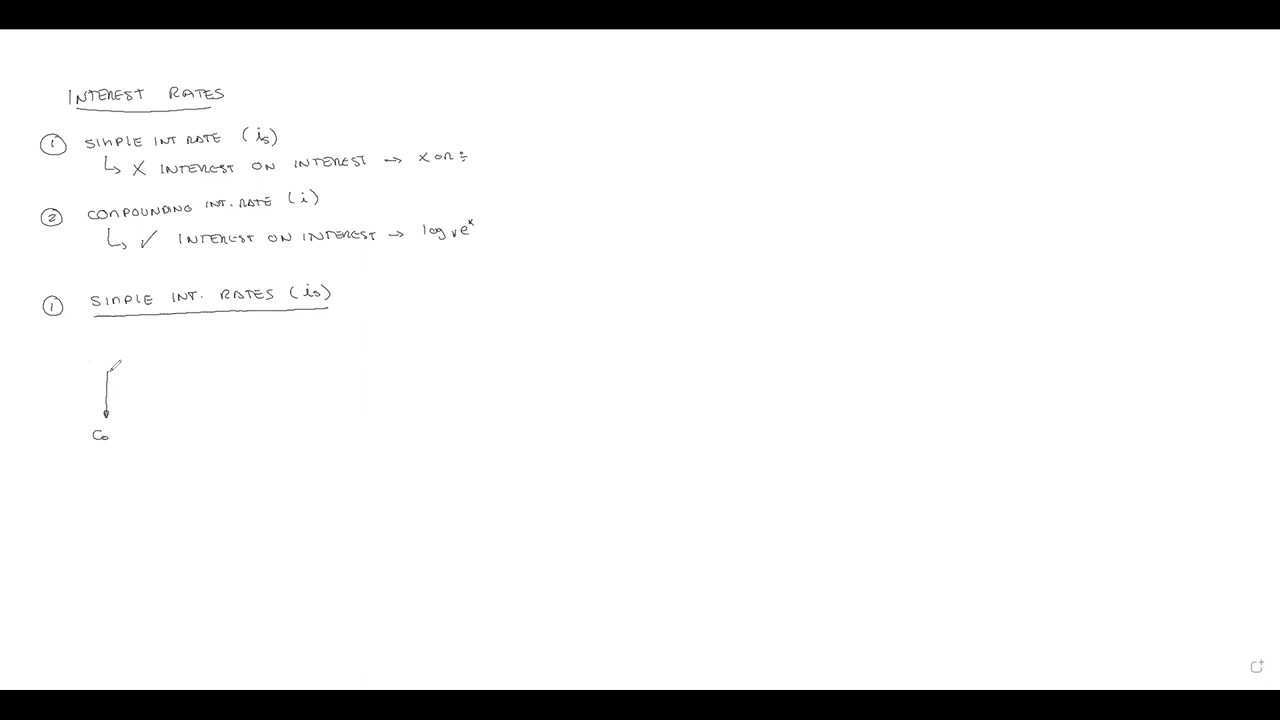 INTEREST RATES
① SIMPLE INT RATE (is)
↳ X INTEREST ON INTEREST → × OR ÷
② COMPOUNDING INT. RATE (i)
↳ ✓ INTEREST ON INTEREST → log v eˣ
① SIMPLE INT. RATES (is)
C₀